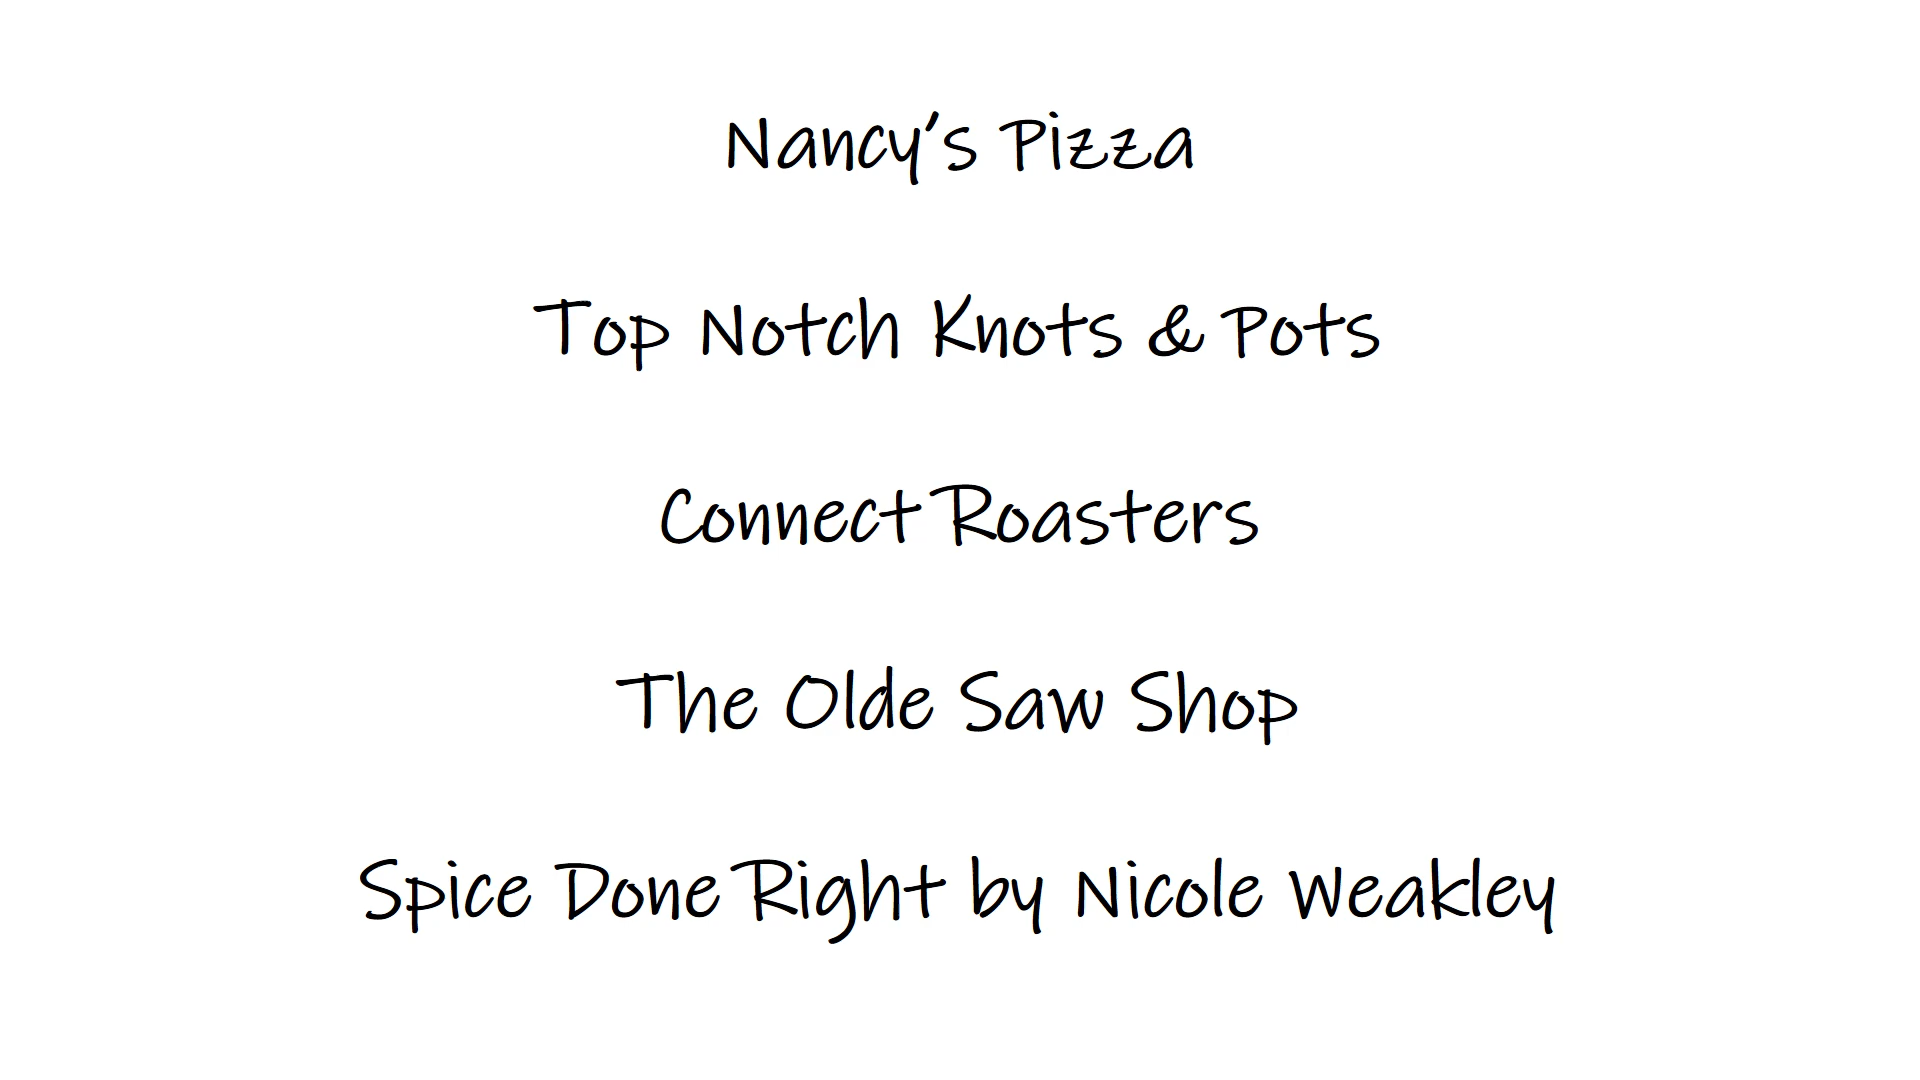 Nancy's Pizza
Top Notch Knots & Pots
Connect Roasters
The Olde Saw Shop
Spice Done Right by Nicole Weakley